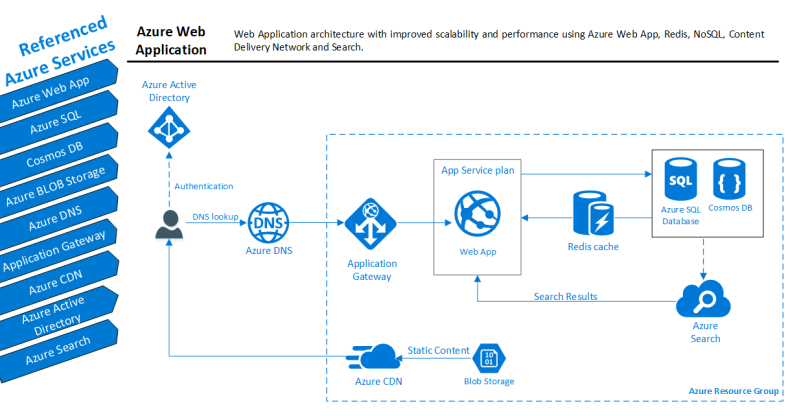 Referenced
Azure Services
Azure Web App
Azure SQL
Cosmos DB
Azure BLOB Storage
Azure DNS
Application Gateway
Azure CDN
Azure Active
Directory
Azure Search
Azure Web
Application
Web Application architecture with improved scalability and performance using Azure Web App, Redis, NoSQL, Content
Delivery Network and Search.
Azure Active
Directory
Authentication
DNS lookup
DNS
Azure DNS
Application
Gateway
App Service plan
Web App
Redis cache
SQL
{ }
Azure SQL
Database
Cosmos DB
Search Results
Azure
Search
Static Content
Azure CDN
10
01
Blob Storage
Azure Resource Group